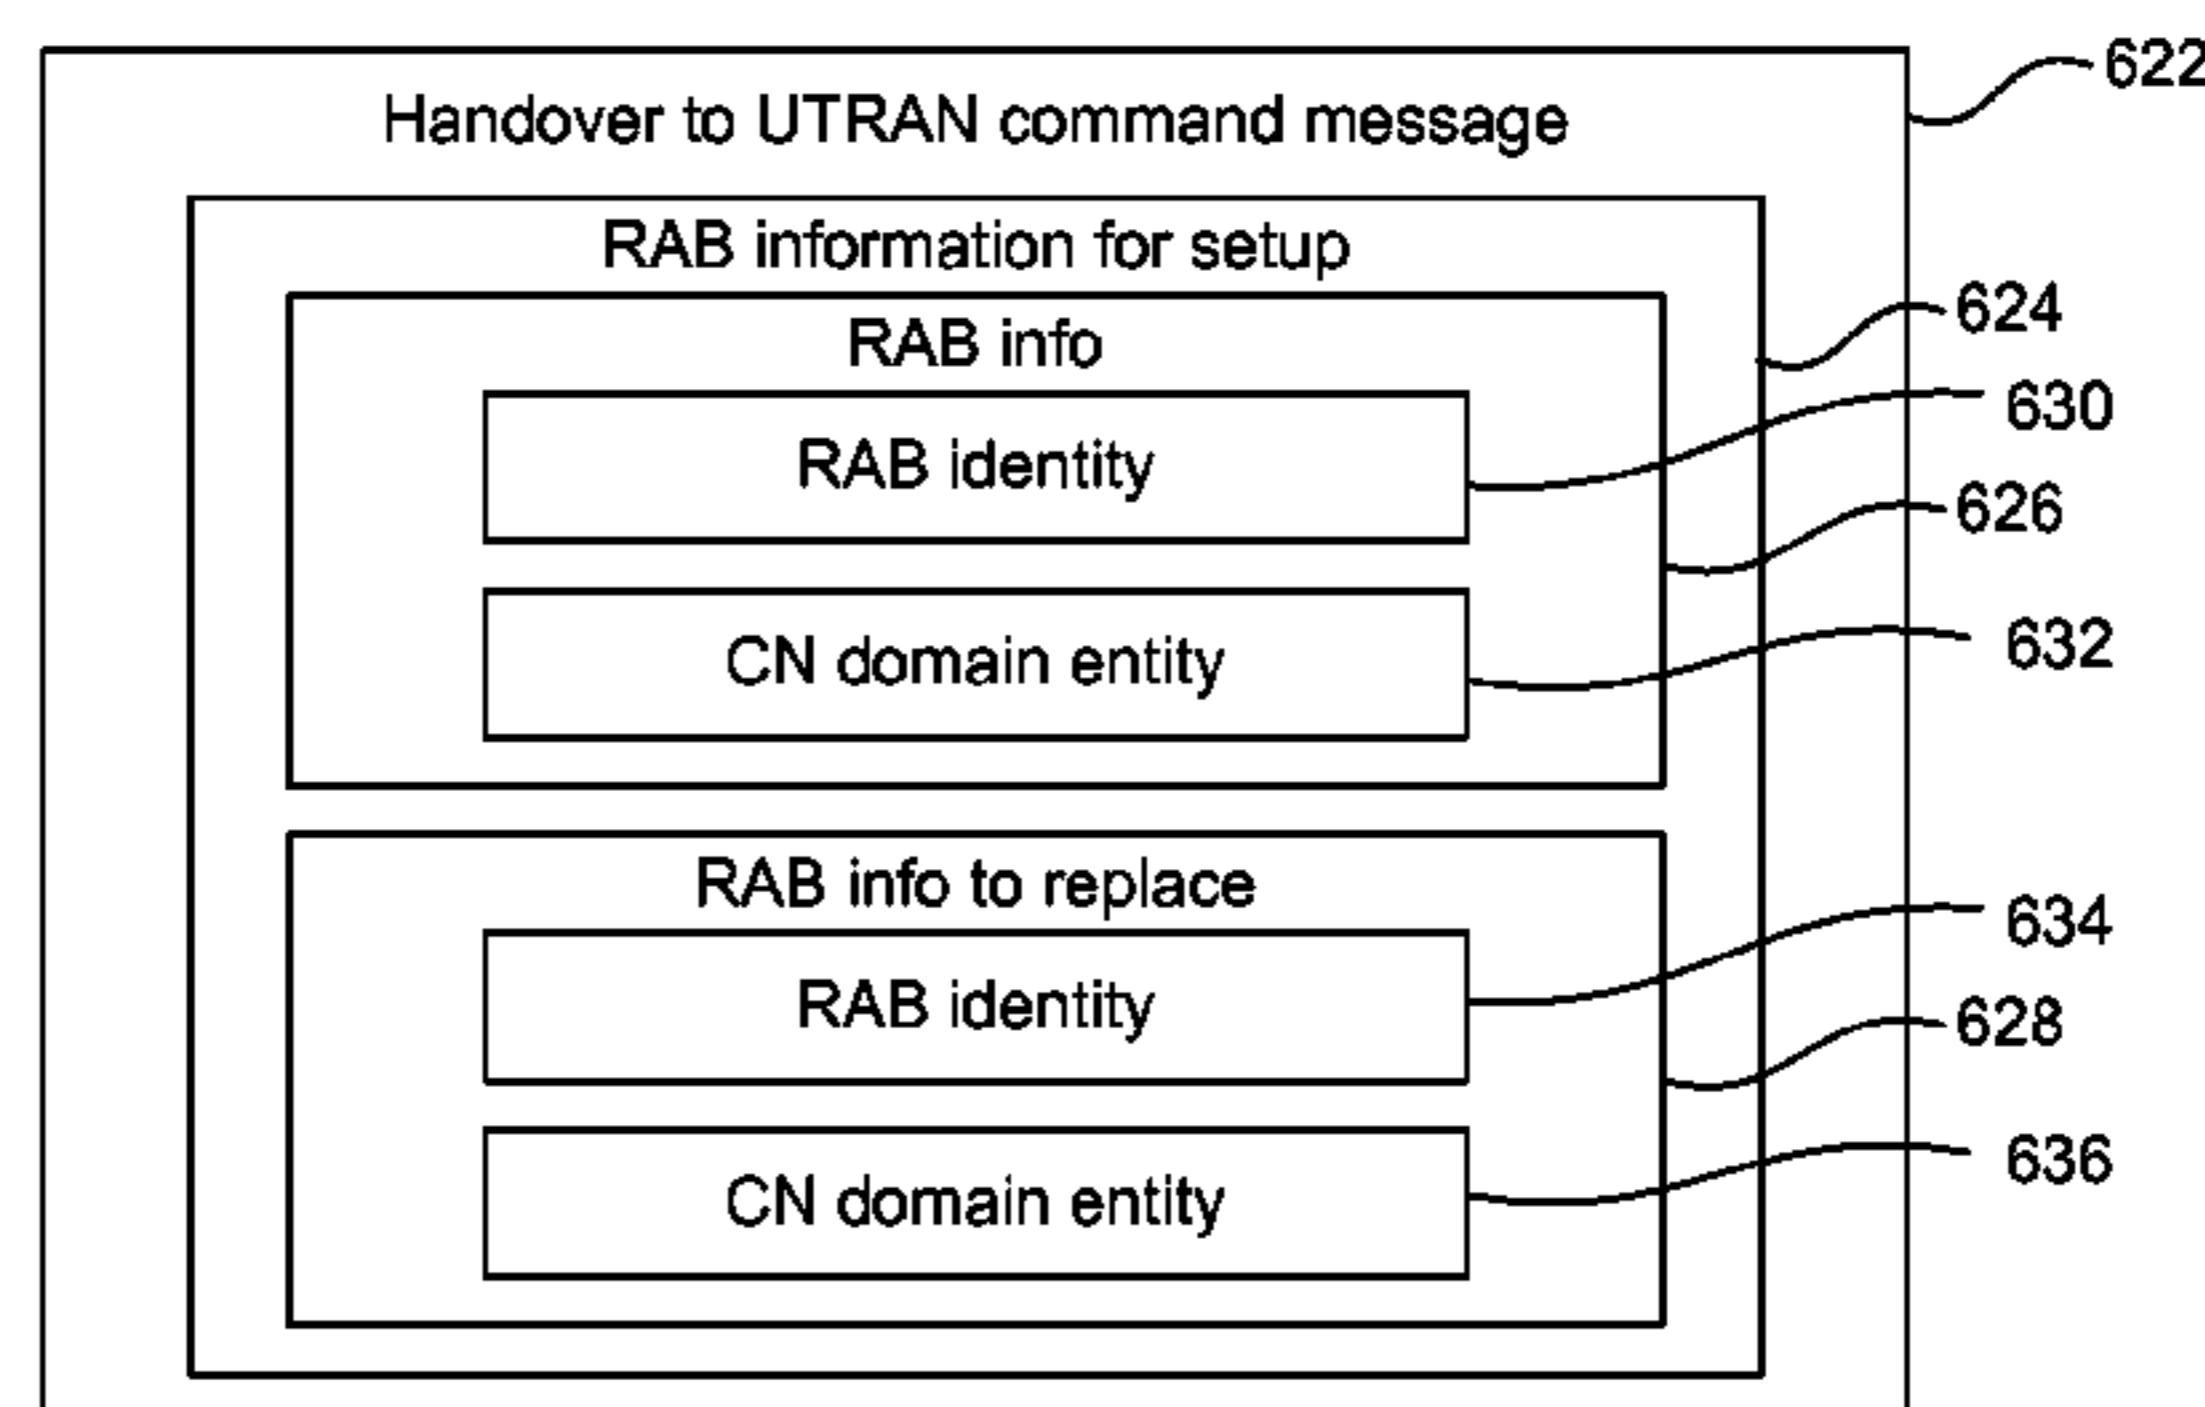 Handover to UTRAN command message
622
RAB information for setup
624
RAB info
630
RAB identity
626
CN domain entity
632
RAB info to replace
634
RAB identity
628
CN domain entity
636